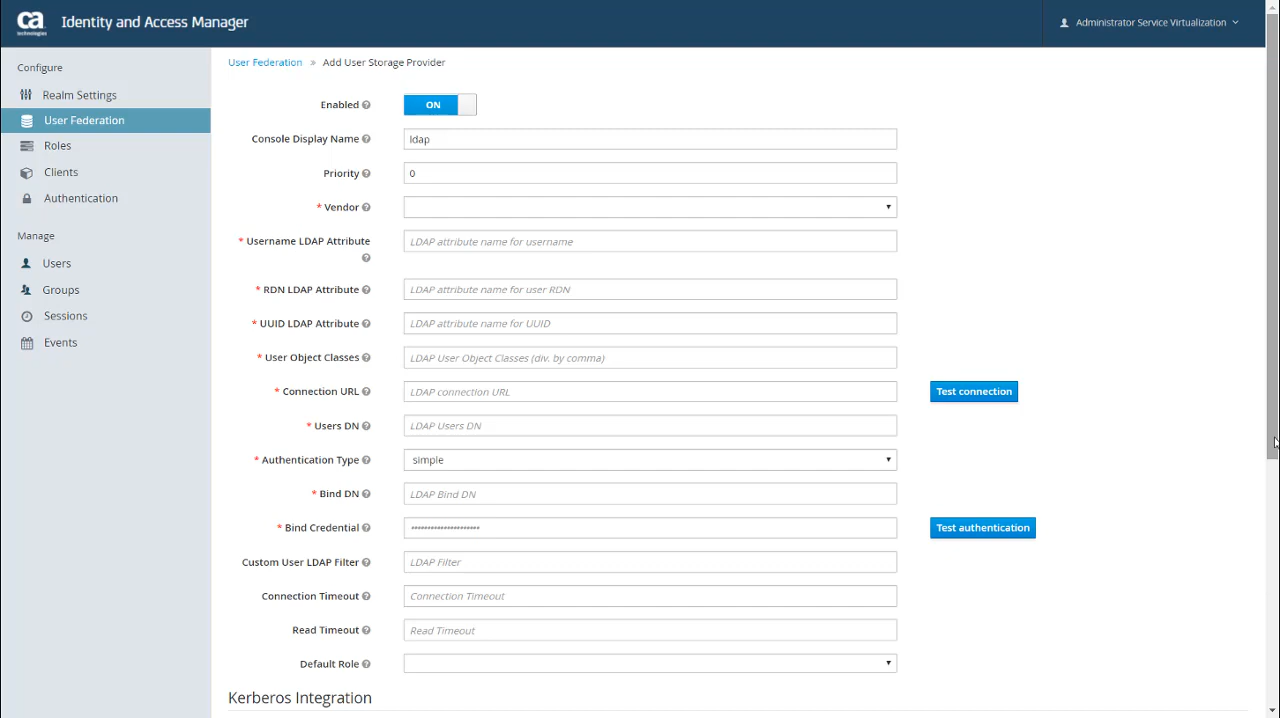 ca
technologies
Identity and Access Manager
Administrator Service Virtualization
Configure
Realm Settings
User Federation
Roles
Clients
Authentication
Manage
Users
Groups
Sessions
Events
User Federation » Add User Storage Provider
Enabled
ON
Console Display Name
ldap
Priority
0
* Vendor
* Username LDAP Attribute
LDAP attribute name for username
* RDN LDAP Attribute
LDAP attribute name for user RDN
* UUID LDAP Attribute
LDAP attribute name for UUID
* User Object Classes
LDAP User Object Classes (div. by comma)
* Connection URL
LDAP connection URL
Test connection
* Users DN
LDAP Users DN
* Authentication Type
simple
* Bind DN
LDAP Bind DN
* Bind Credential
Test authentication
Custom User LDAP Filter
LDAP Filter
Connection Timeout
Connection Timeout
Read Timeout
Read Timeout
Default Role
Kerberos Integration